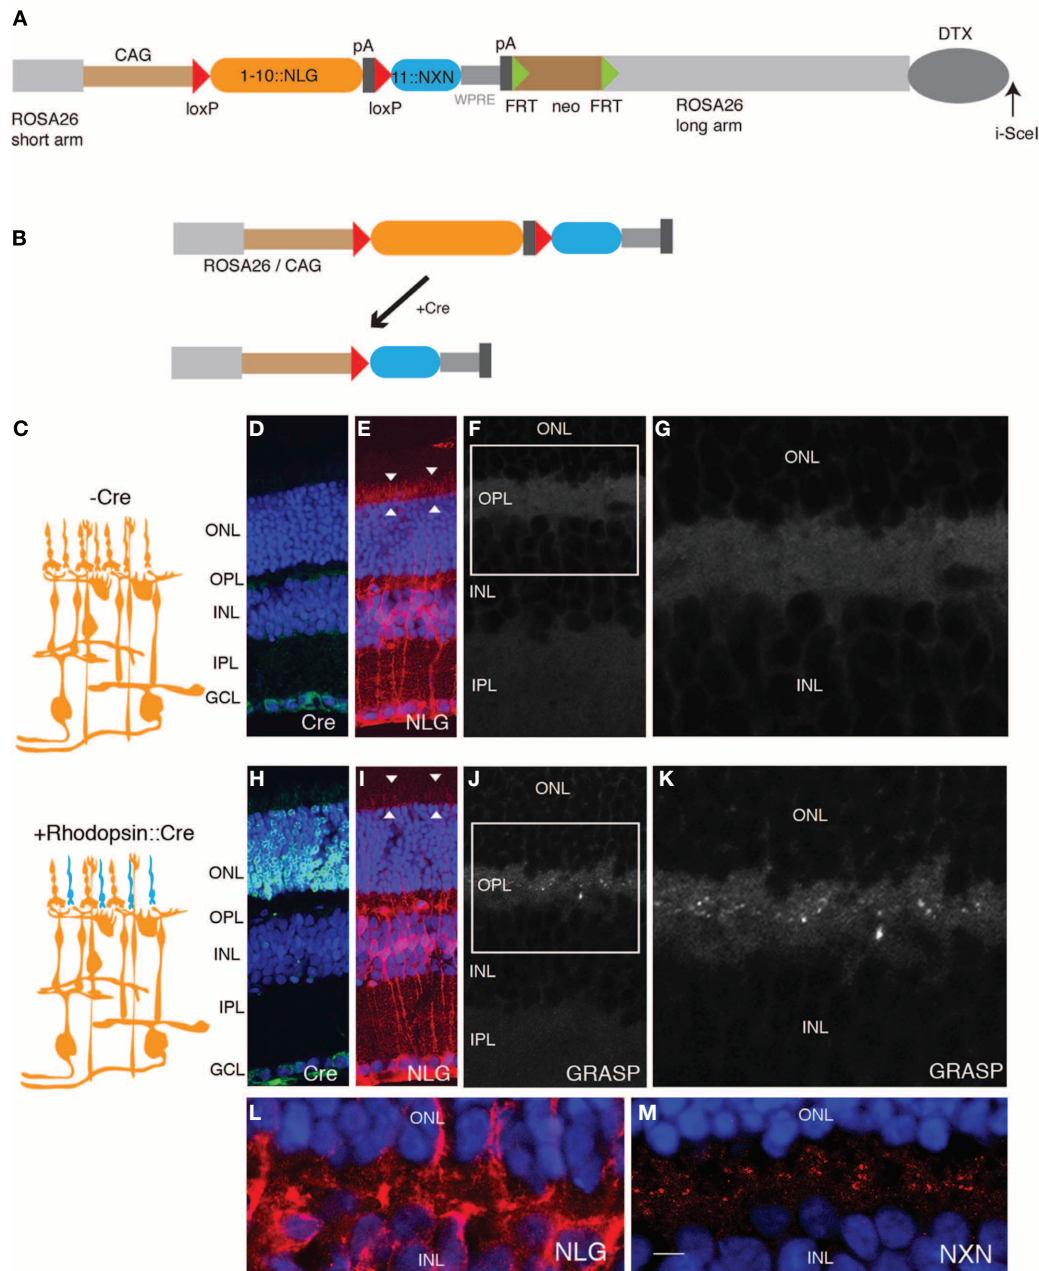 A
CAG
pA
pA
DTX
1-10::NLG
11::NXN
loxP
loxP
WPRE
FRT
neo
FRT
ROSA26
short arm
ROSA26
long arm
i-SceI
B
ROSA26 / CAG
+Cre
C
-Cre
D
ONL
OPL
INL
IPL
GCL
Cre
E
NLG
F
ONL
OPL
INL
IPL
G
ONL
INL
+Rhodopsin::Cre
H
ONL
OPL
INL
IPL
GCL
Cre
I
NLG
J
ONL
OPL
INL
IPL
GRASP
K
ONL
INL
GRASP
L
ONL
INL
NLG
M
ONL
INL
NXN